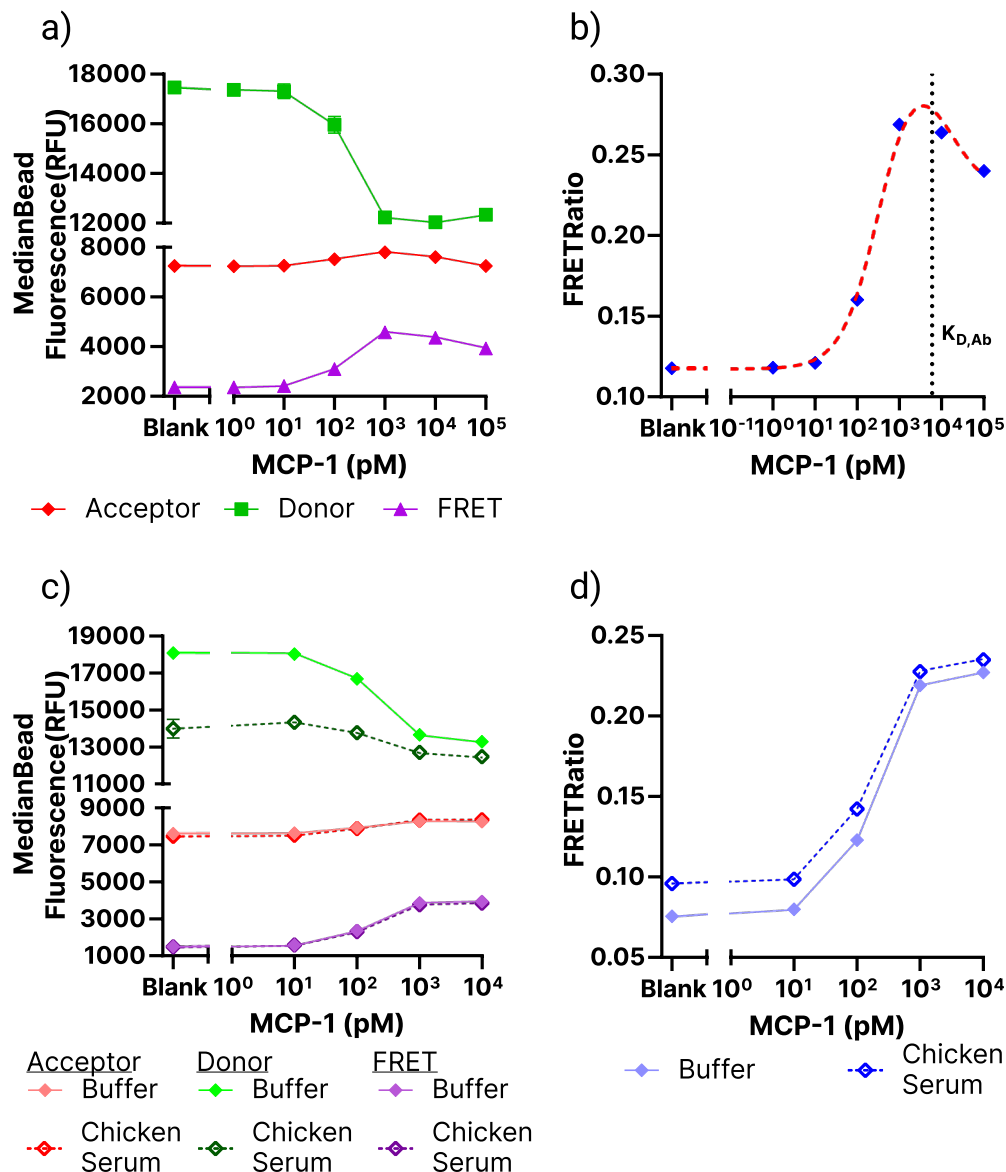 a)
18000
16000
14000
12000
8000
6000
4000
2000
MedianBead
Fluorescence(RFU)
Blank 10⁰ 10¹ 10² 10³ 10⁴ 10⁵
MCP-1 (pM)
Acceptor Donor FRET
b)
0.30
0.25
0.20
0.15
0.10
FRETRatio
K_D,Ab
Blank 10⁻¹ 10⁰ 10¹ 10² 10³ 10⁴ 10⁵
MCP-1 (pM)
c)
19000
17000
15000
13000
11000
9000
7000
5000
3000
1000
MedianBead
Fluorescence(RFU)
Blank 10⁰ 10¹ 10² 10³ 10⁴
MCP-1 (pM)
Acceptor Donor FRET
Buffer Buffer Buffer
Chicken Chicken Chicken
Serum Serum Serum
d)
0.25
0.20
0.15
0.10
0.05
FRETRatio
Blank 10⁰ 10¹ 10² 10³ 10⁴
MCP-1 (pM)
Buffer Chicken
Serum